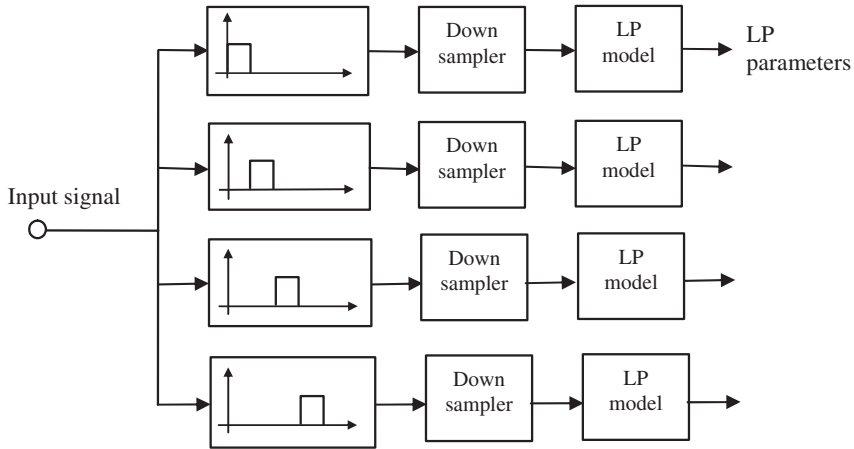 Down
sampler
LP
model
LP
parameters
Down
sampler
LP
model
Input signal
Down
sampler
LP
model
Down
sampler
LP
model